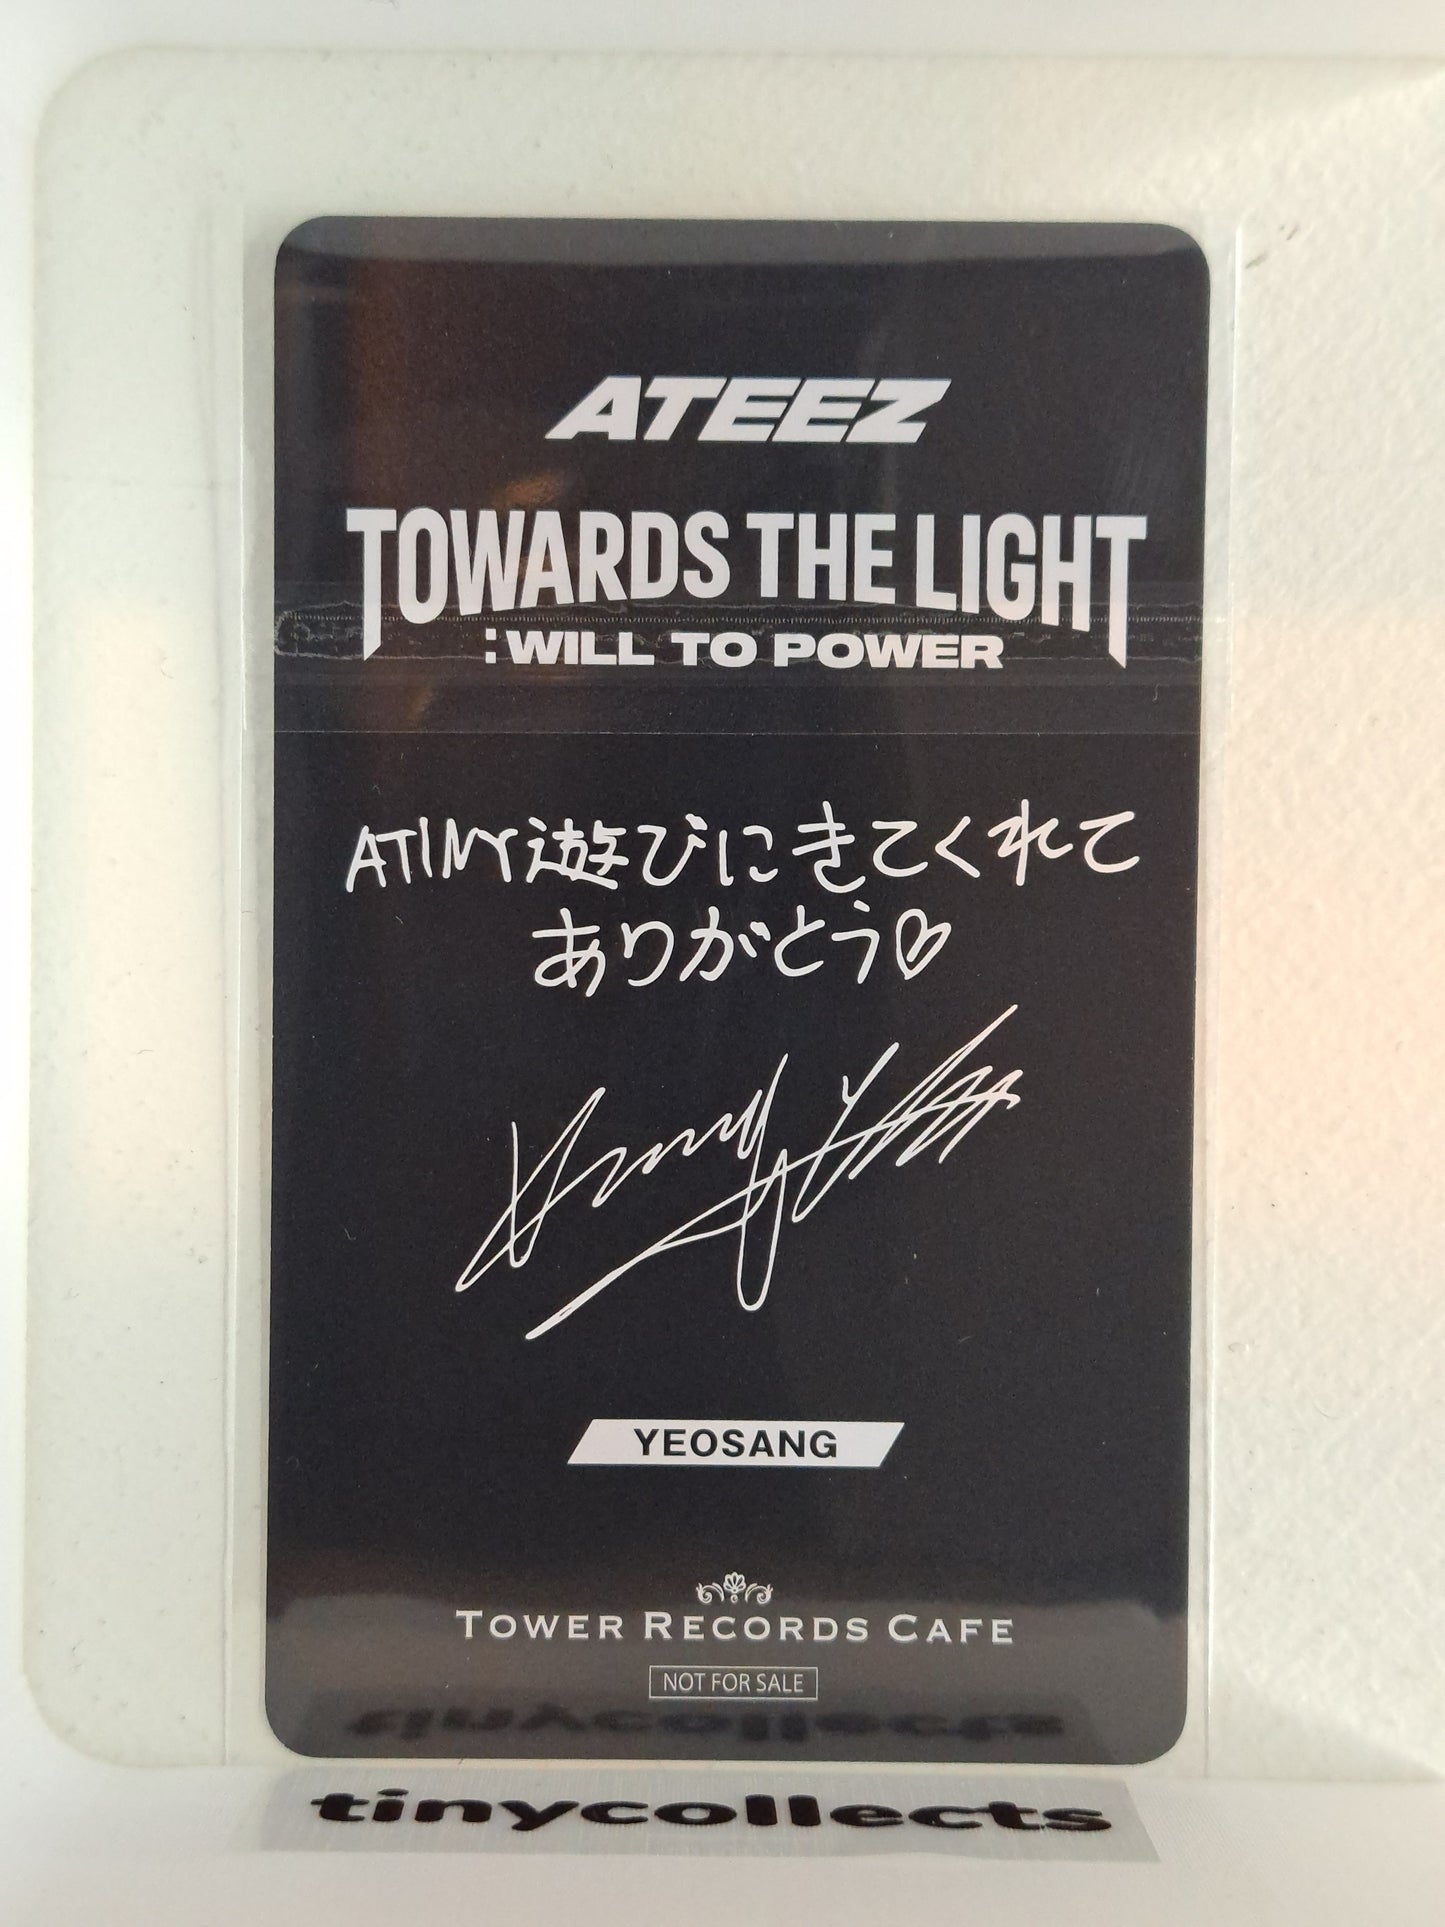 ATEEZ
TOWARDS THE LIGHT
: WILL TO POWER
ATINY遊びにきてくれて
ありがとう♡
YEOSANG
TOWER RECORDS CAFE
NOT FOR SALE
tinycollects